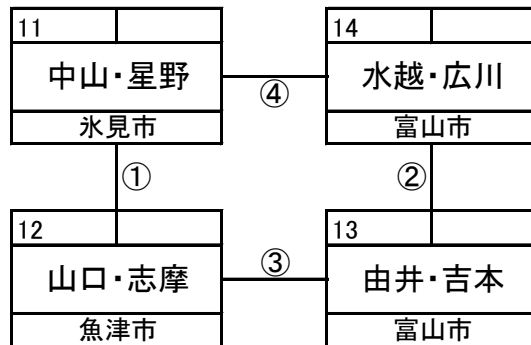 11
14
中山・星野
水越・広川
④
氷見市
富山市
①
②
12
13
山口・志摩
由井・吉本
③
魚津市
富山市